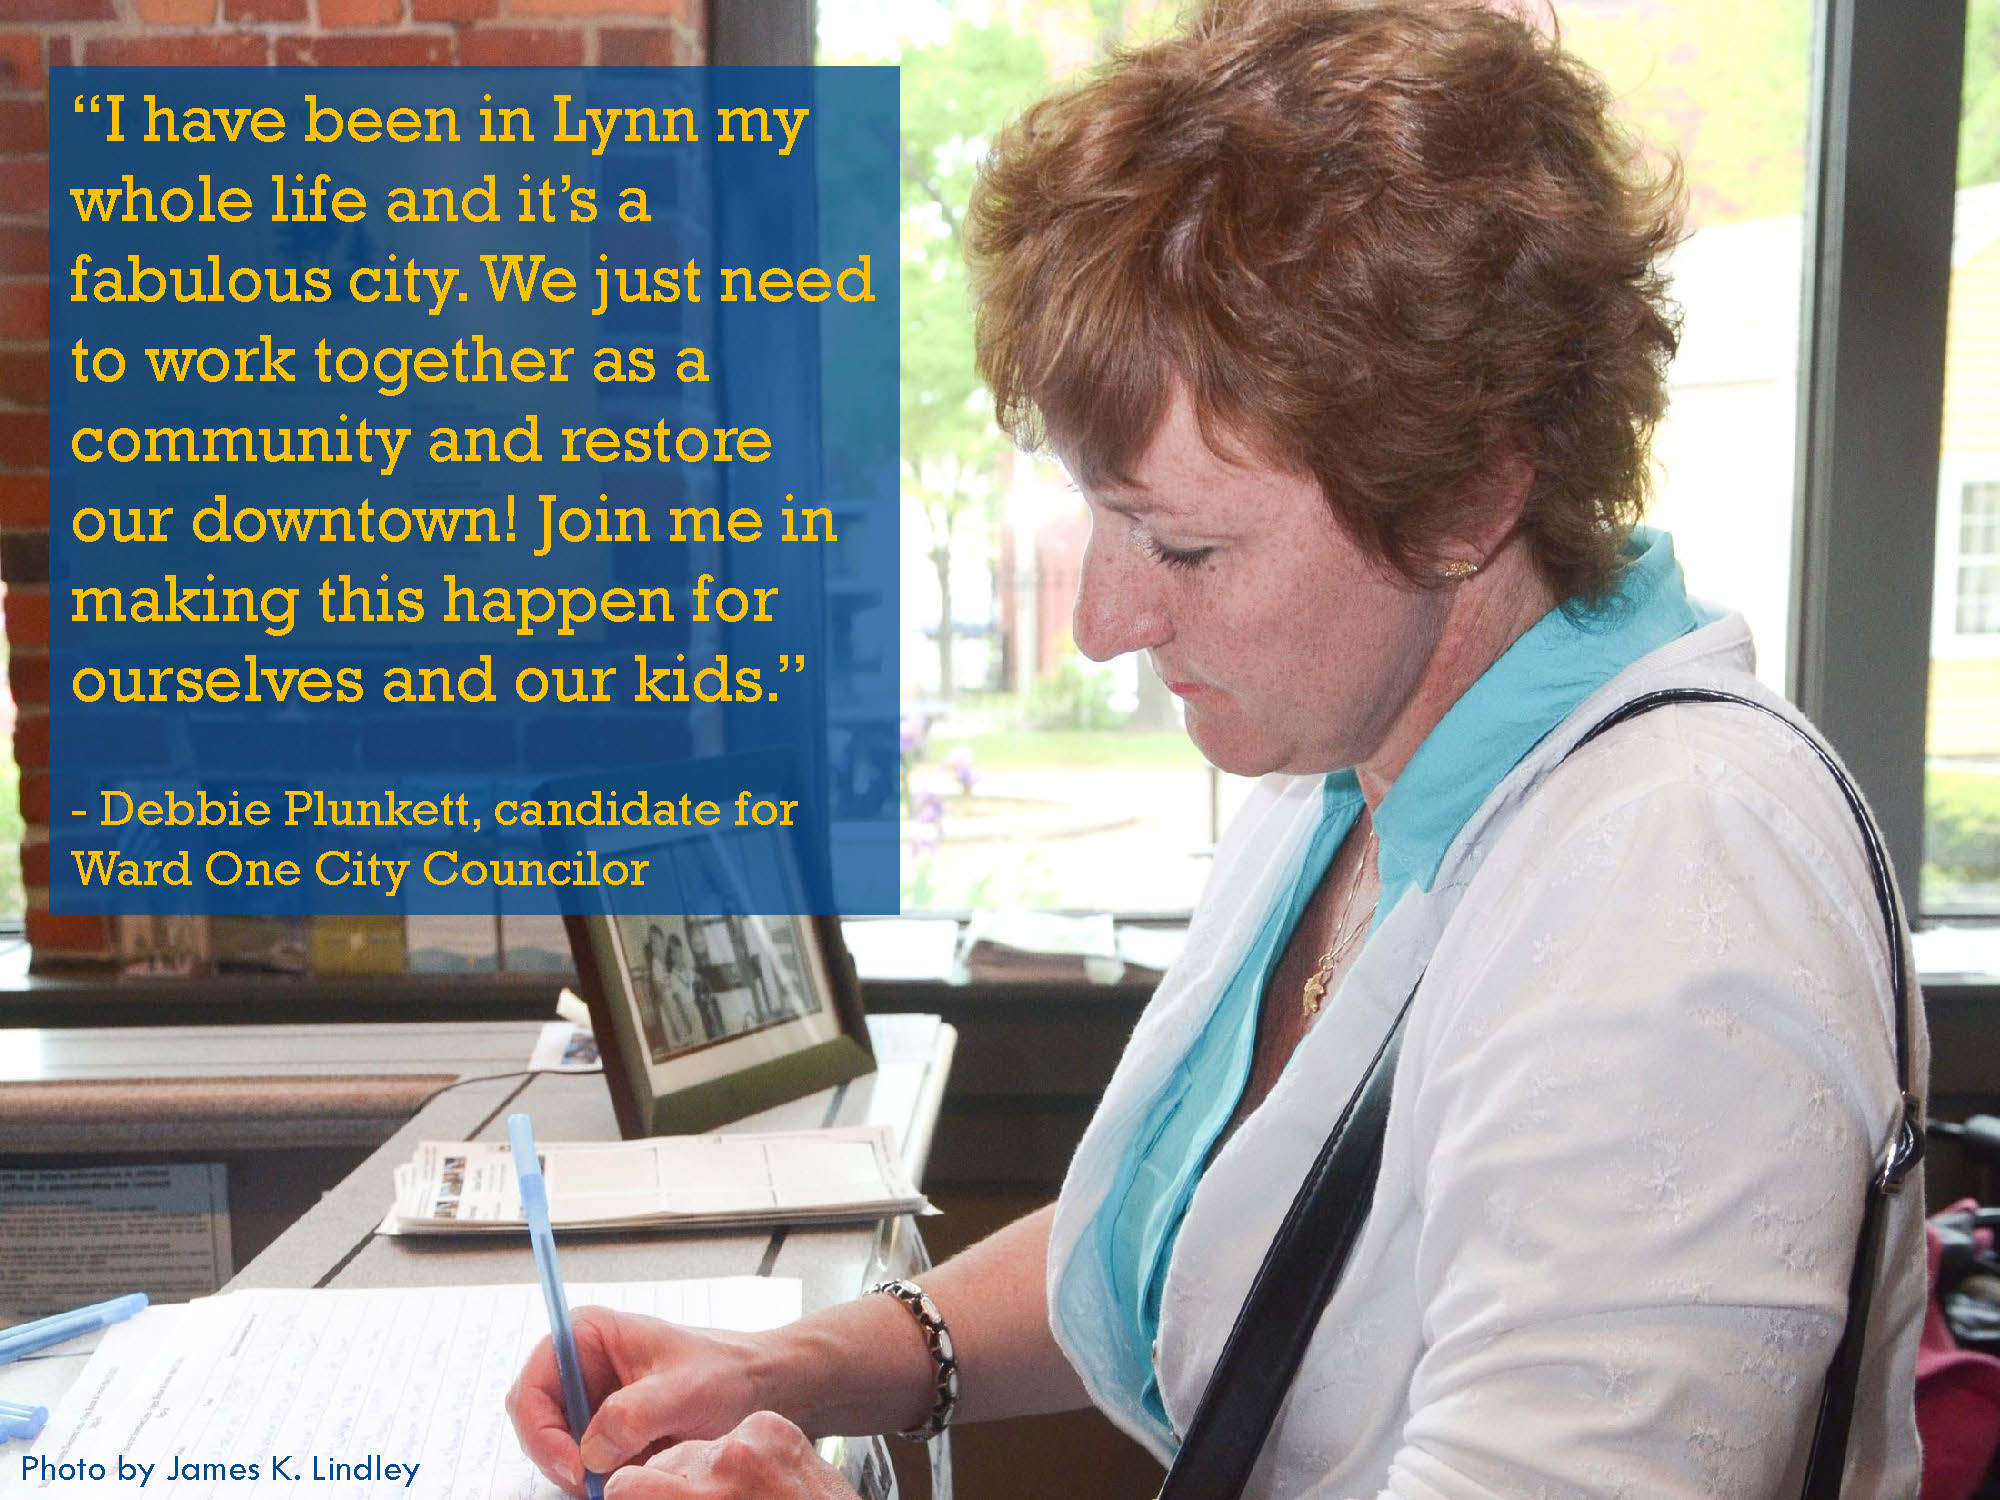 “I have been in Lynn my
whole life and it’s a
fabulous city. We just need
to work together as a
community and restore
our downtown! Join me in
making this happen for
ourselves and our kids.”
- Debbie Plunkett, candidate for
Ward One City Councilor
Photo by James K. Lindley